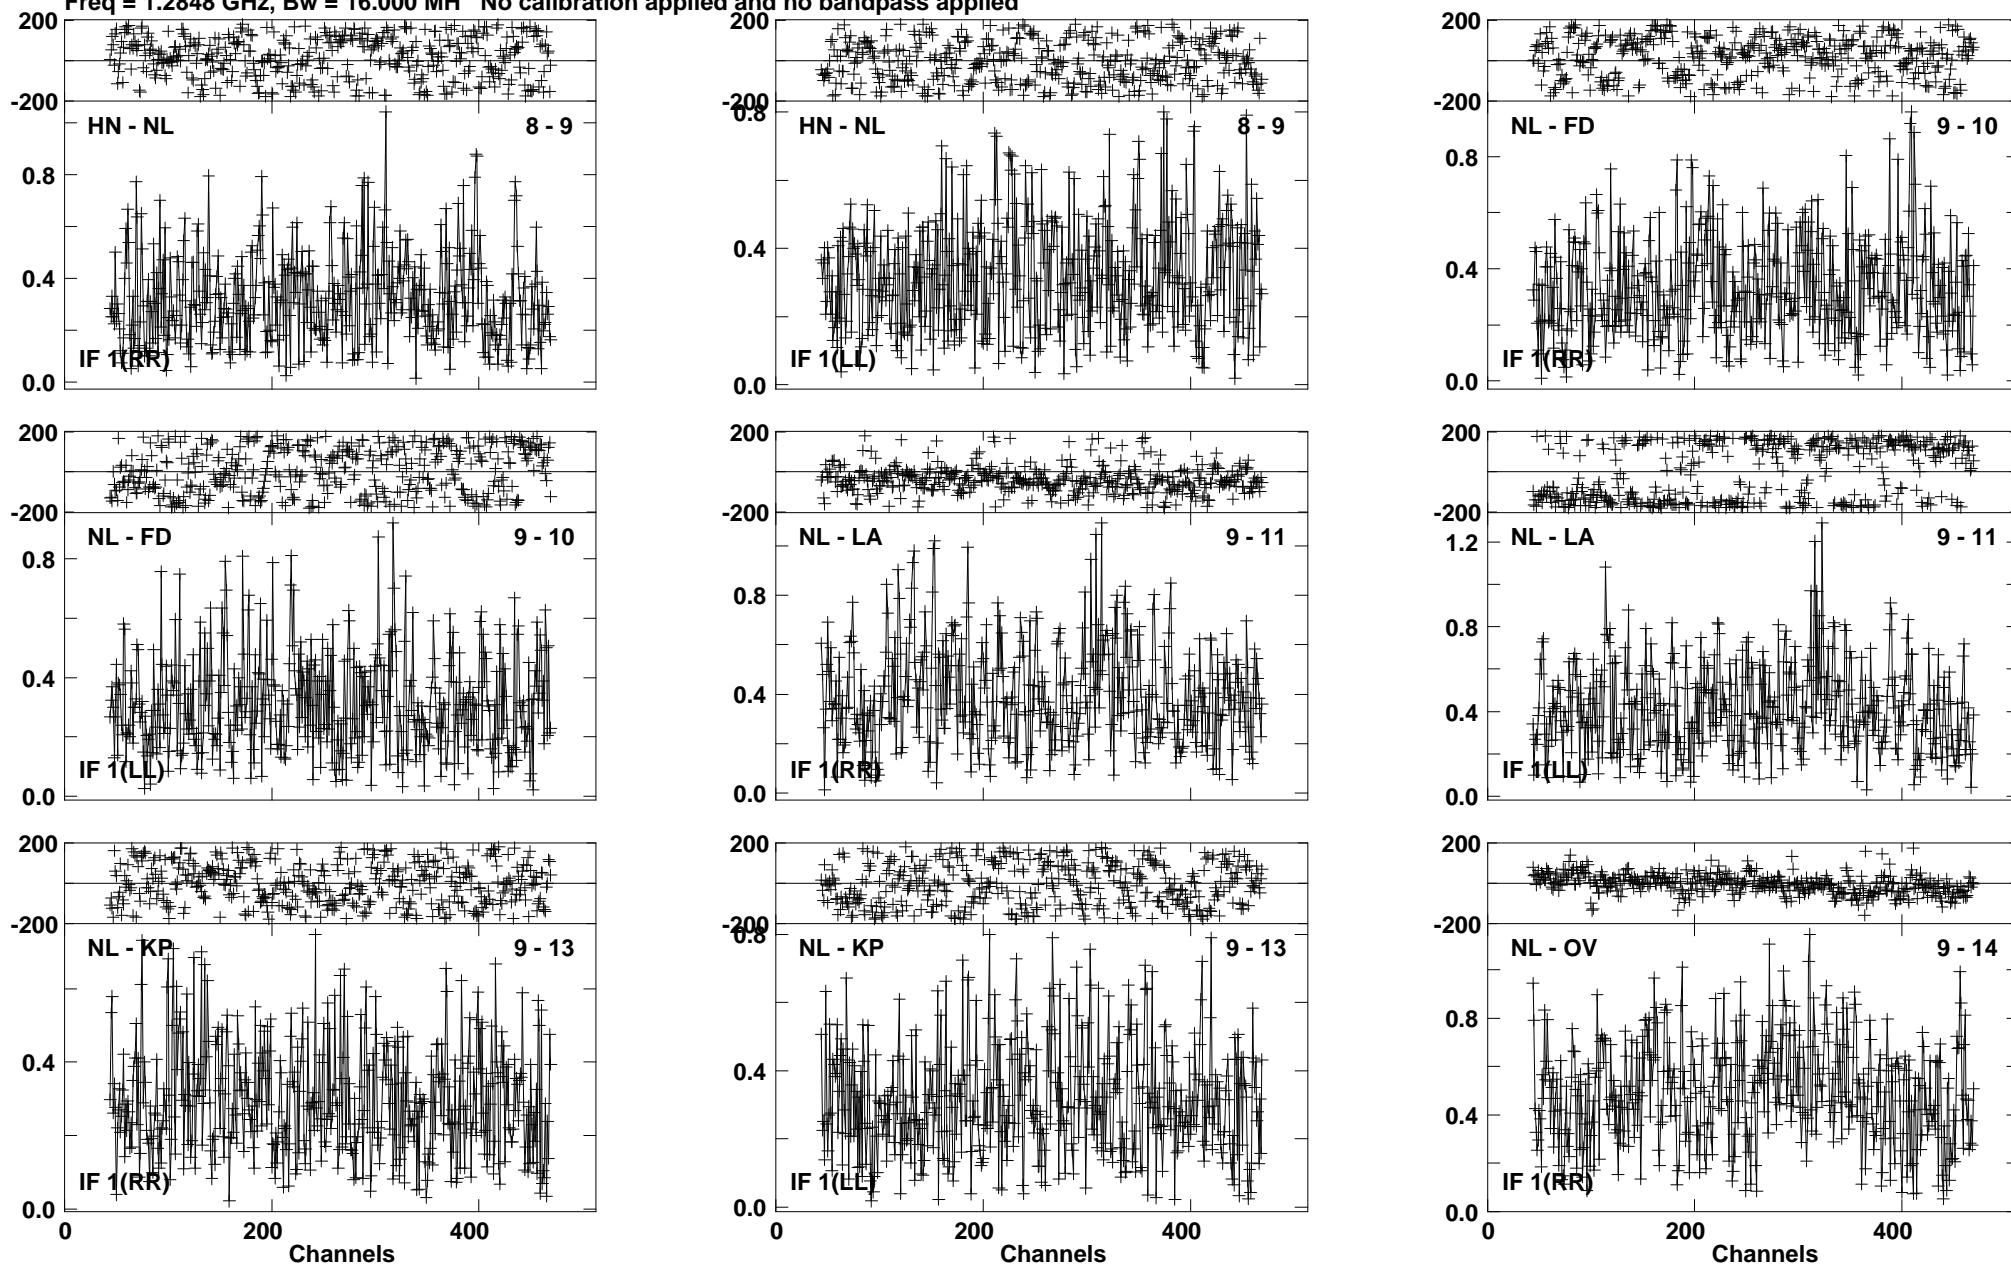 Freq = 1.2848 GHz, Bw = 16.000 MH No calibration applied and no bandpass applied
200
-200
HN - NL 8 - 9
0.8
0.4
IF 1(RR)
0.0
200
-200
0.8
HN - NL 8 - 9
0.4
IF 1(LL)
0.0
200
-200
NL - FD 9 - 10
0.8
0.4
IF 1(RR)
0.0
200
-200
NL - FD 9 - 10
0.8
0.4
IF 1(LL)
0.0
200
-200
NL - LA 9 - 11
0.8
0.4
IF 1(RR)
0.0
200
-200
NL - LA 9 - 11
1.2
0.8
0.4
IF 1(LL)
0.0
200
-200
NL - KP 9 - 13
0.4
IF 1(RR)
0.0
0 200 400
Channels
200
-200
0.8
NL - KP 9 - 13
0.4
IF 1(LL)
0.0
0 200 400
Channels
200
-200
NL - OV 9 - 14
0.8
0.4
IF 1(RR)
0.0
0 200 400
Channels